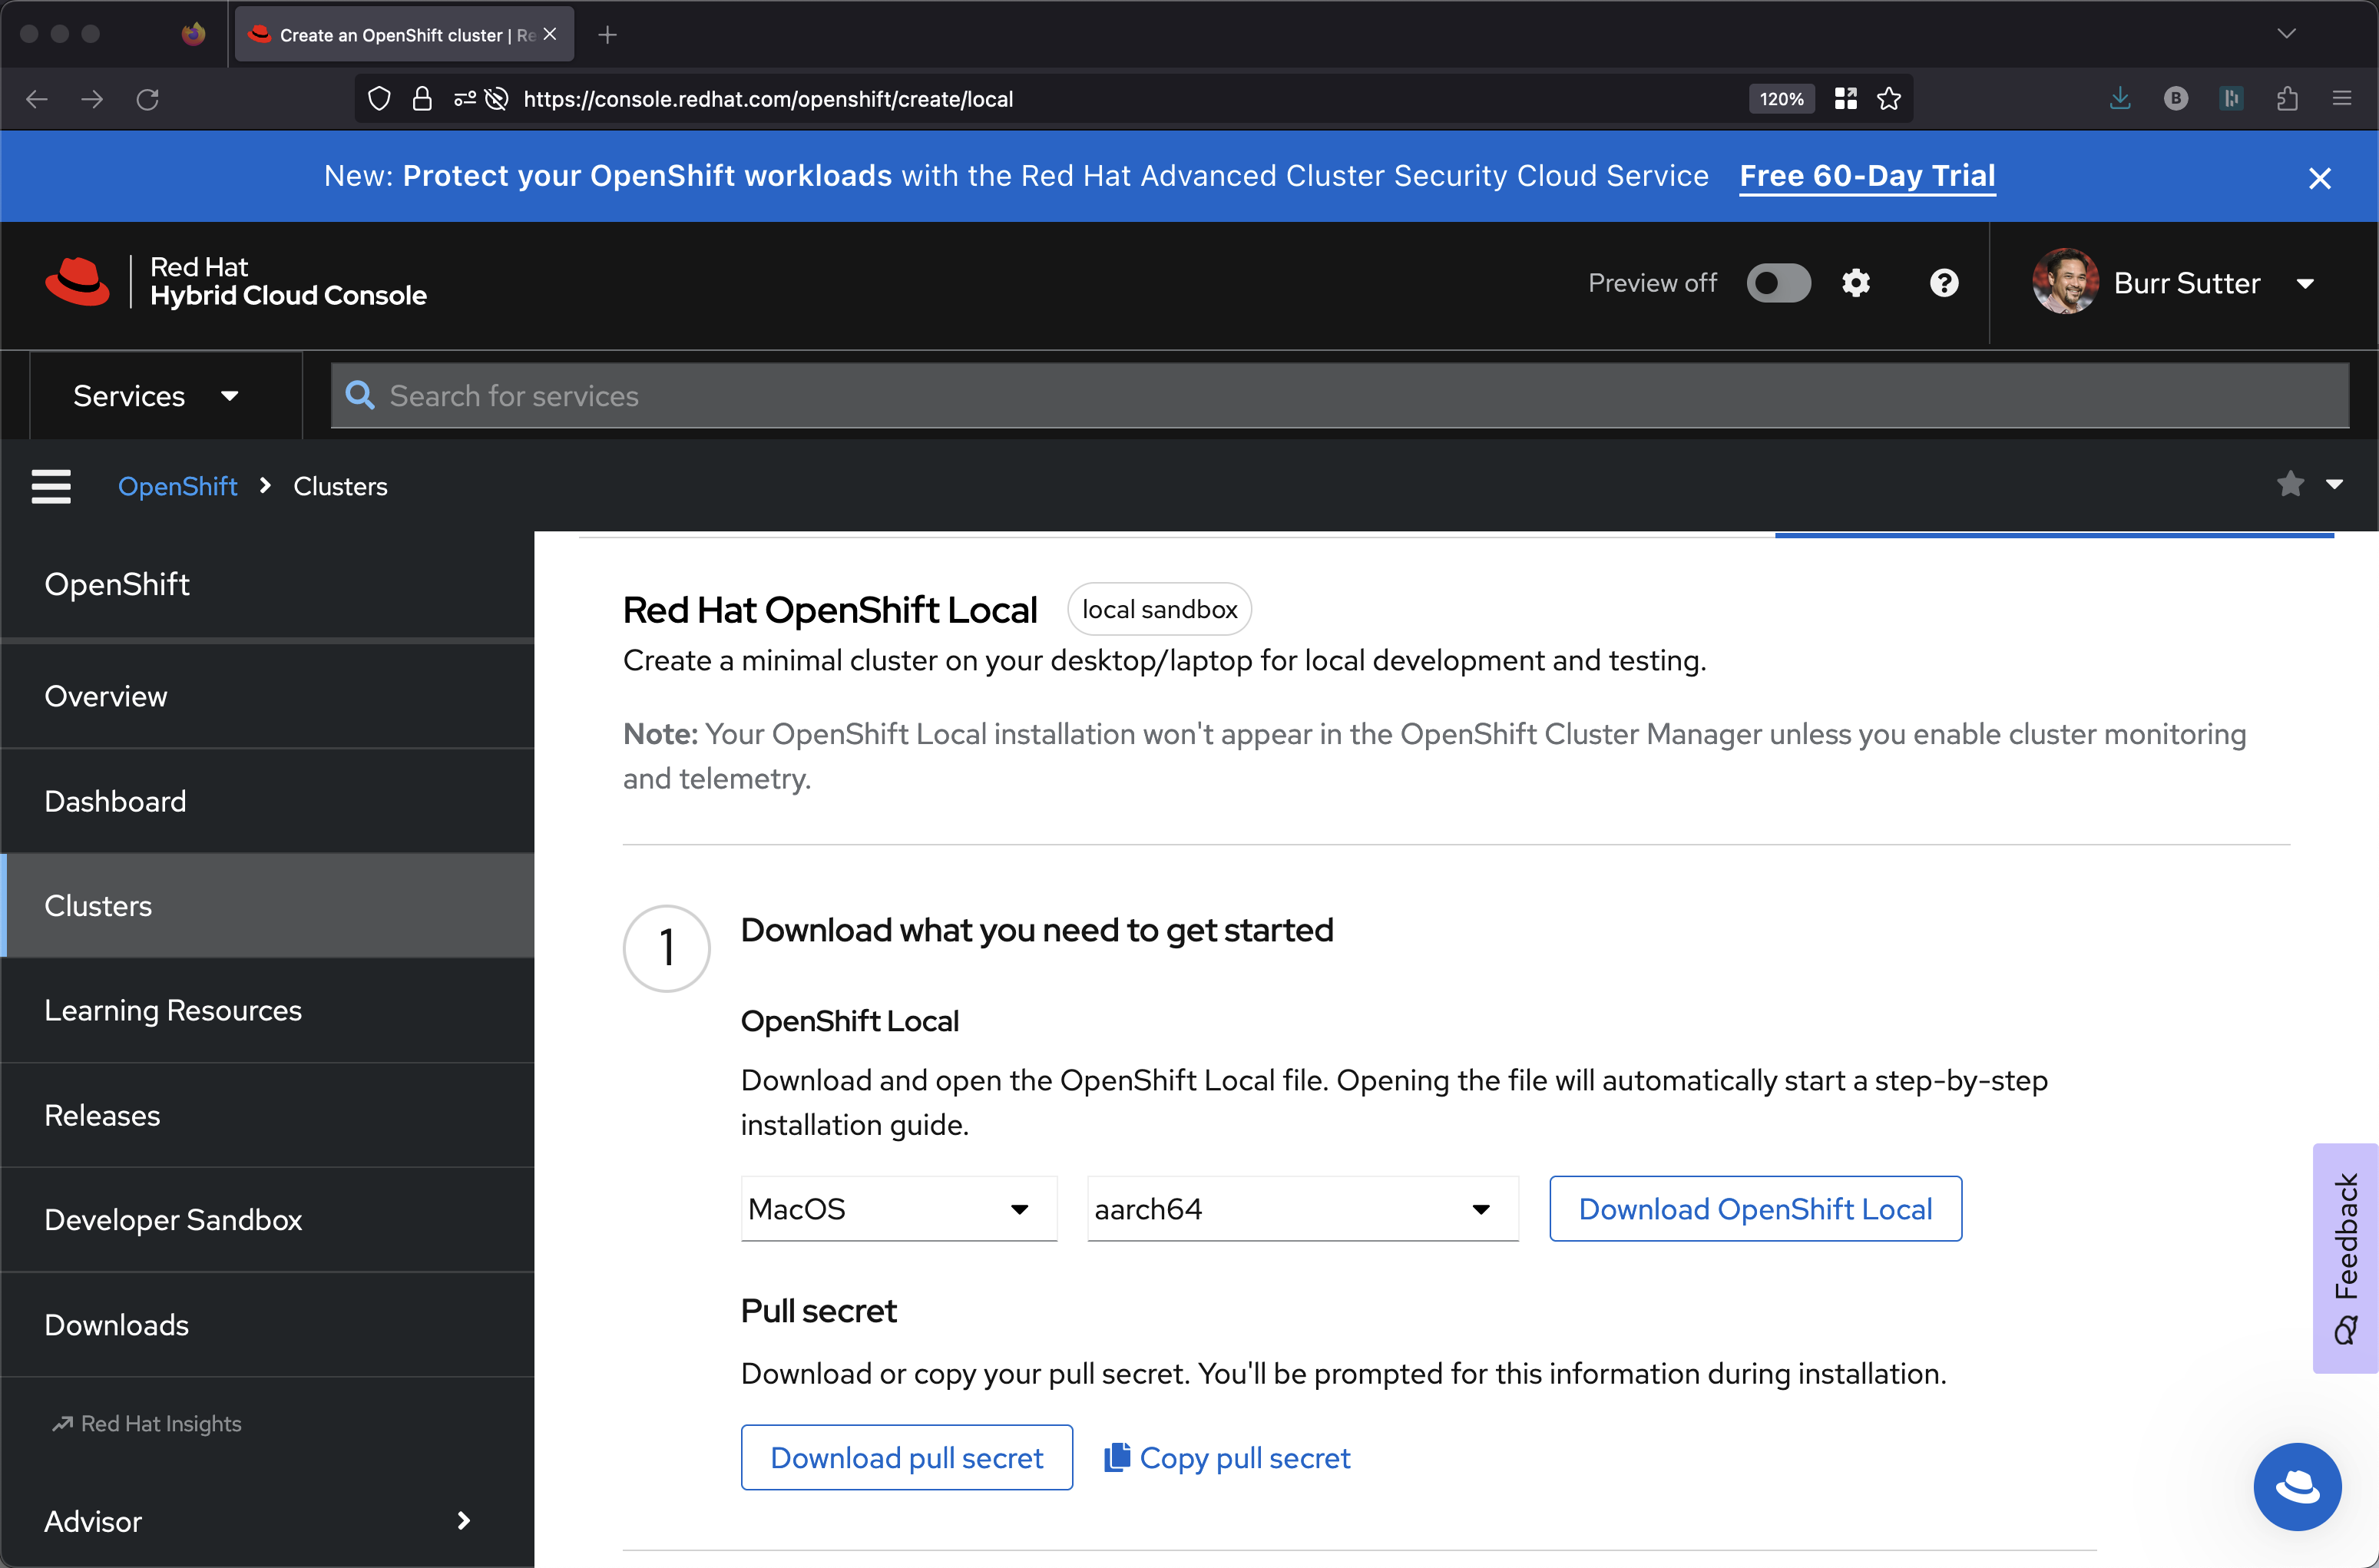 Create an OpenShift cluster | Re
https://console.redhat.com/openshift/create/local
120%
B
New: Protect your OpenShift workloads with the Red Hat Advanced Cluster Security Cloud Service Free 60-Day Trial
Red Hat
Hybrid Cloud Console
Preview off
Burr Sutter
Services
Search for services
OpenShift
Clusters
OpenShift
Overview
Dashboard
Clusters
Learning Resources
Releases
Developer Sandbox
Downloads
Red Hat Insights
Advisor
Red Hat OpenShift Local
local sandbox
Create a minimal cluster on your desktop/laptop for local development and testing.
Note: Your OpenShift Local installation won't appear in the OpenShift Cluster Manager unless you enable cluster monitoring
and telemetry.
1
Download what you need to get started
OpenShift Local
Download and open the OpenShift Local file. Opening the file will automatically start a step-by-step
installation guide.
MacOS
aarch64
Download OpenShift Local
Pull secret
Download or copy your pull secret. You'll be prompted for this information during installation.
Download pull secret
Copy pull secret
Feedback